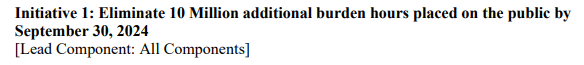 Initiative 1: Eliminate 10 Million additional burden hours placed on the public by
September 30, 2024
[Lead Component: All Components]